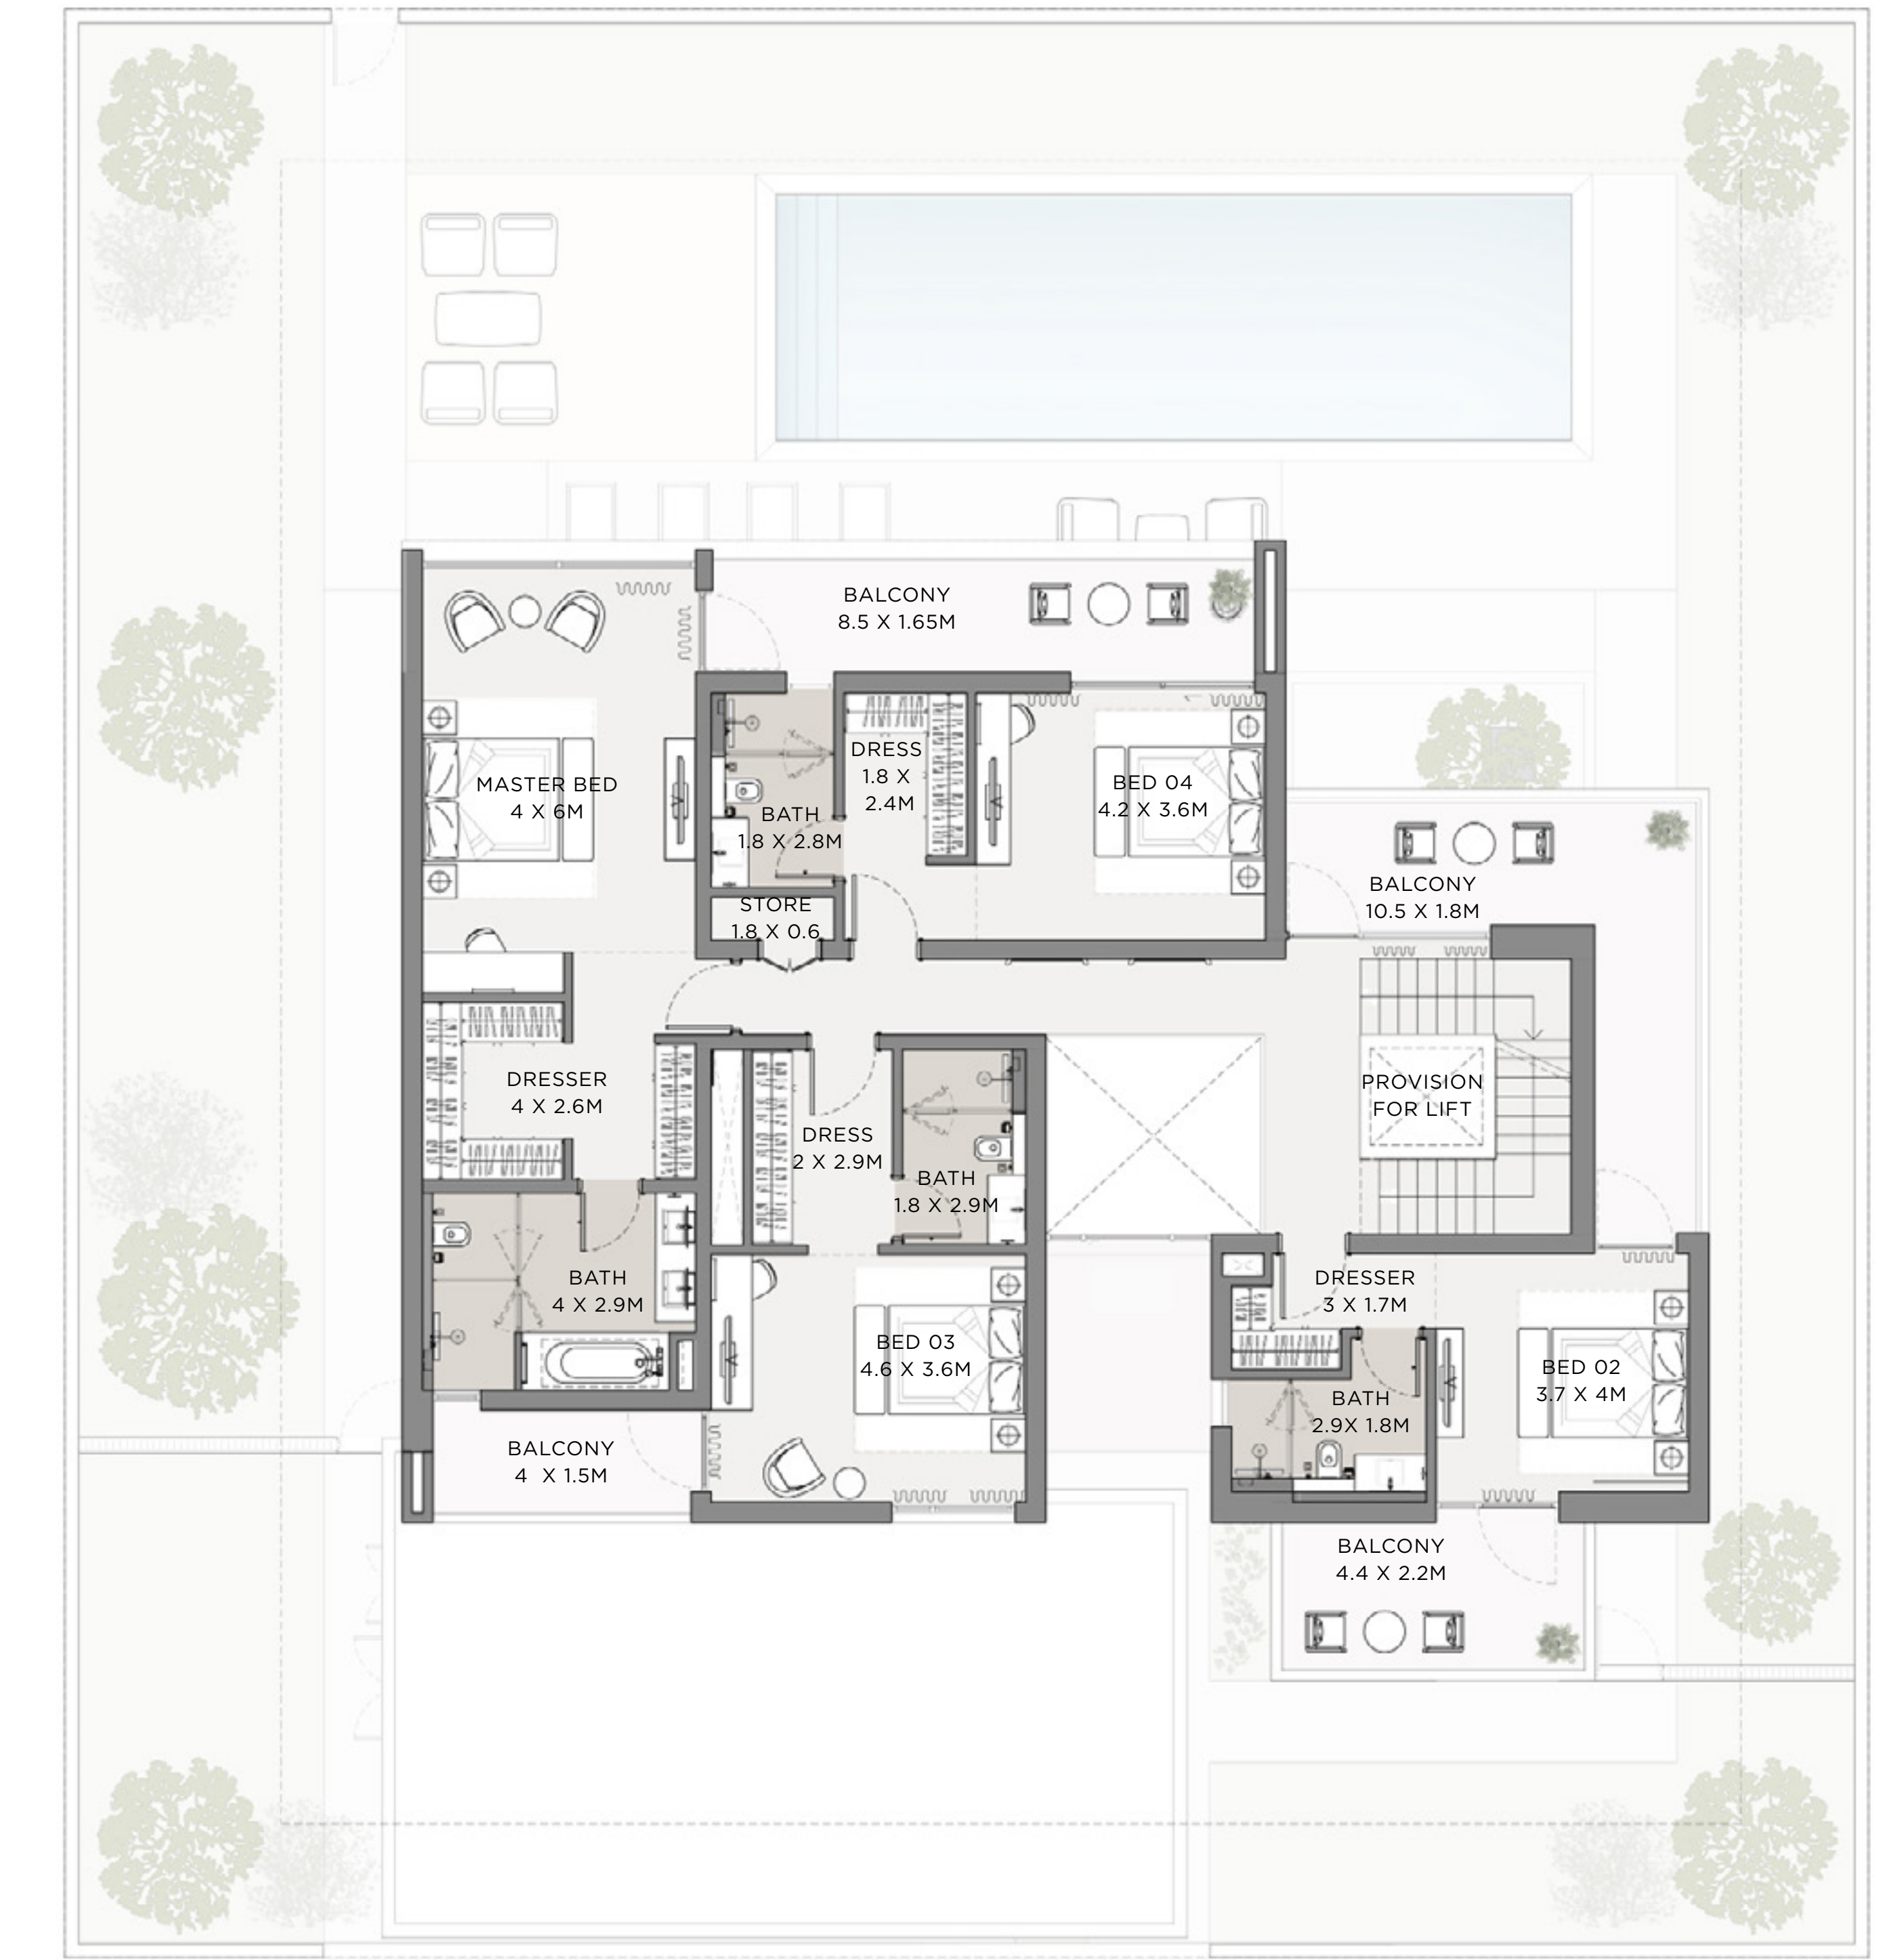 BALCONY
8.5 X 1.65M
MASTER BED
4 X 6M
BATH
1.8 X 2.8M
DRESS
1.8 X
2.4M
BED 04
4.2 X 3.6M
STORE
1.8 X 0.6
BALCONY
10.5 X 1.8M
DRESSER
4 X 2.6M
DRESS
2 X 2.9M
BATH
1.8 X 2.9M
PROVISION
FOR LIFT
BATH
4 X 2.9M
BED 03
4.6 X 3.6M
DRESSER
3 X 1.7M
BATH
2.9X 1.8M
BED 02
3.7 X 4M
BALCONY
4 X 1.5M
BALCONY
4.4 X 2.2M